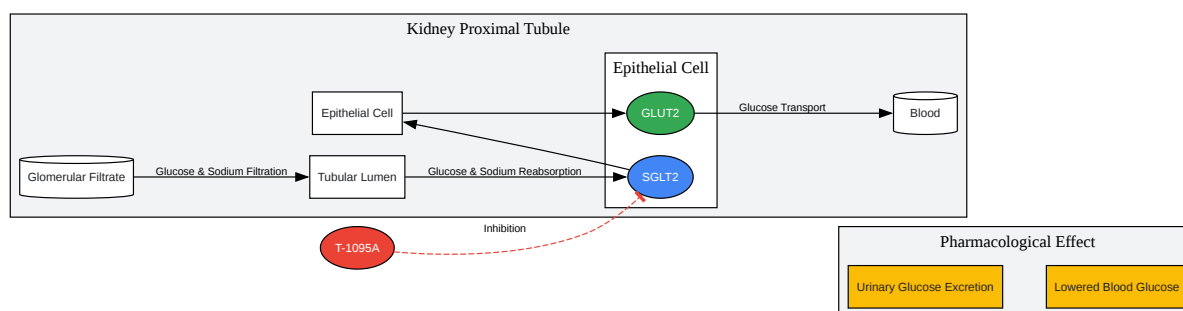 Kidney Proximal Tubule
Epithelial Cell
Epithelial Cell
GLUT2
Glucose Transport
Blood
Glomerular Filtrate
Glucose & Sodium Filtration
Tubular Lumen
Glucose & Sodium Reabsorption
SGLT2
Inhibition
T-1095A
Pharmacological Effect
Urinary Glucose Excretion
Lowered Blood Glucose